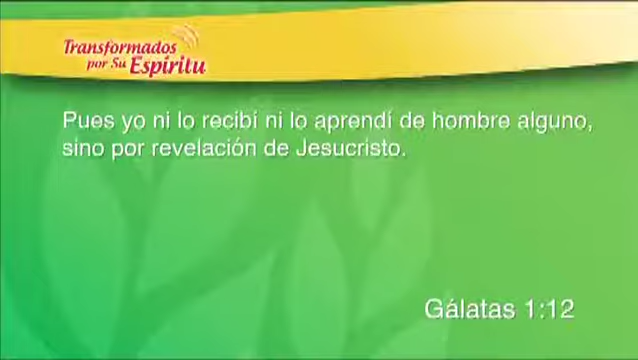 Transformados
por Su Espíritu
Pues yo ni lo recibí ni lo aprendí de hombre alguno,
sino por revelación de Jesucristo.
Gálatas 1:12